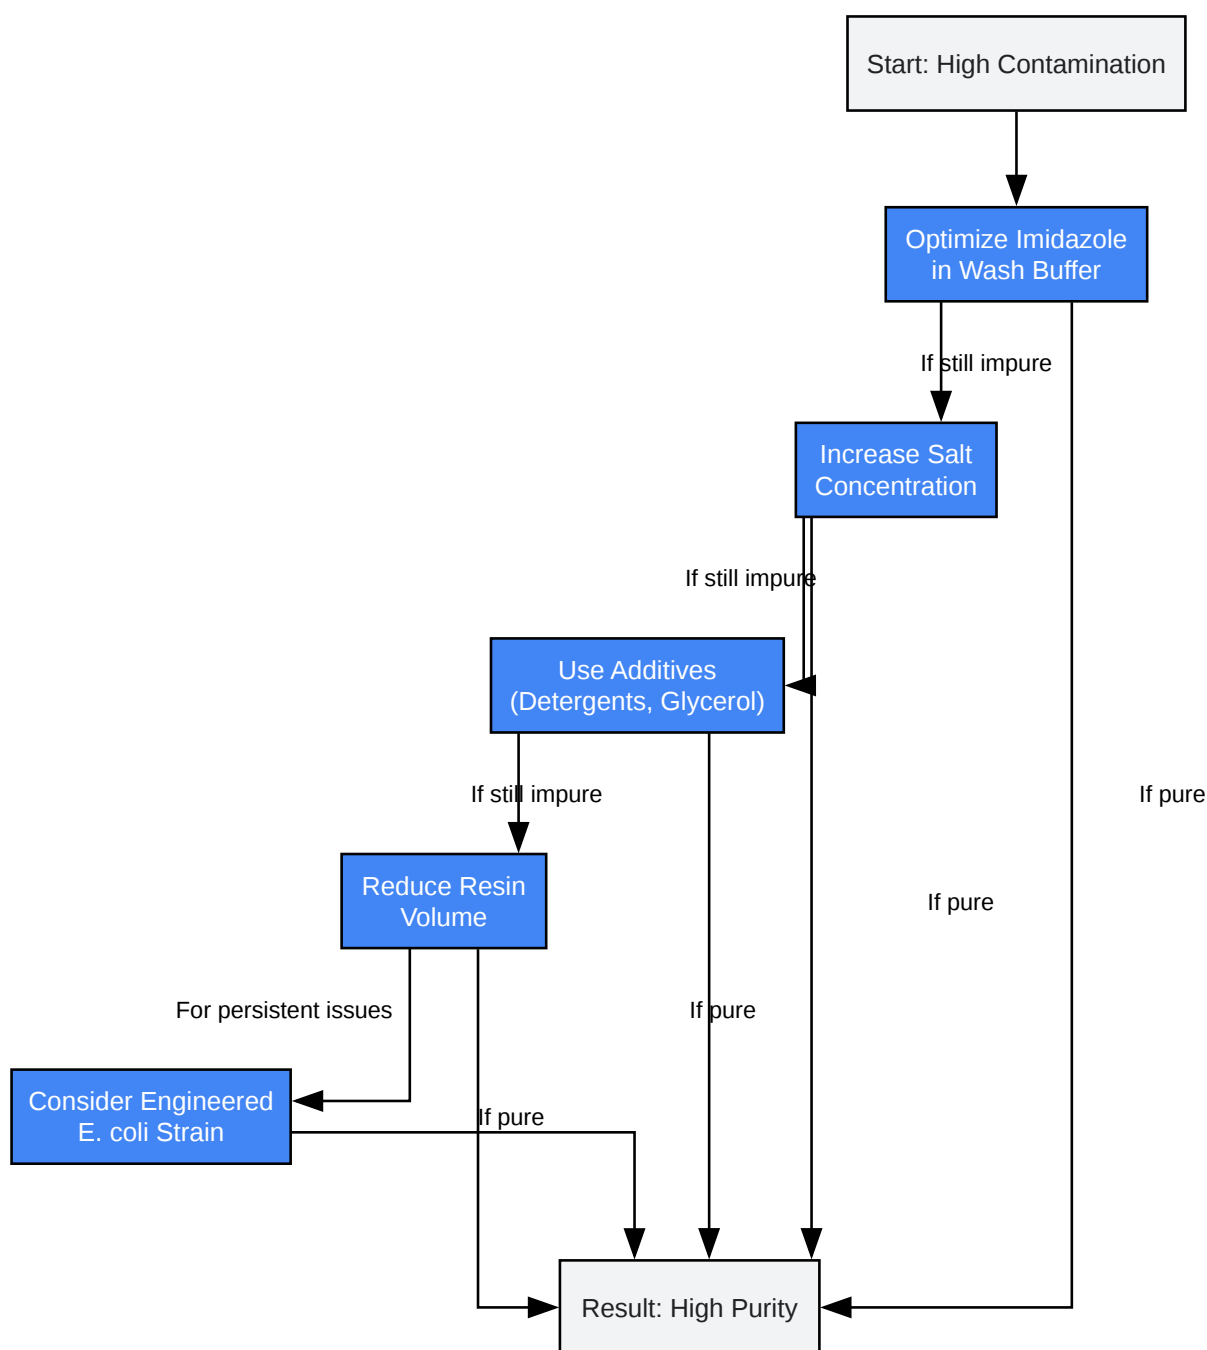 Start: High Contamination
Optimize Imidazole
in Wash Buffer
If still impure
Increase Salt
Concentration
If still impure
Use Additives
(Detergents, Glycerol)
If still impure
If pure
Reduce Resin
Volume
If pure
For persistent issues
If pure
Consider Engineered
E. coli Strain
If pure
Result: High Purity